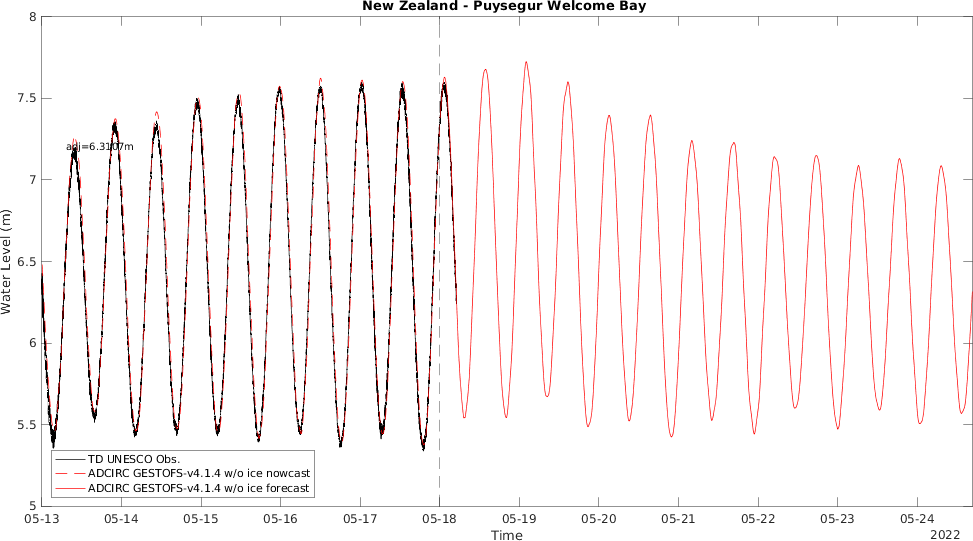 New Zealand - Puysegur Welcome Bay
8
7.5
adj=6.3107m
7
6.5
Water Level (m)
6
5.5
TD UNESCO Obs.
ADCIRC GESTOFS-v4.1.4 w/o ice nowcast
ADCIRC GESTOFS-v4.1.4 w/o ice forecast
5
05-13 05-14 05-15 05-16 05-17 05-18 05-19 05-20 05-21 05-22 05-23 05-24
Time
2022